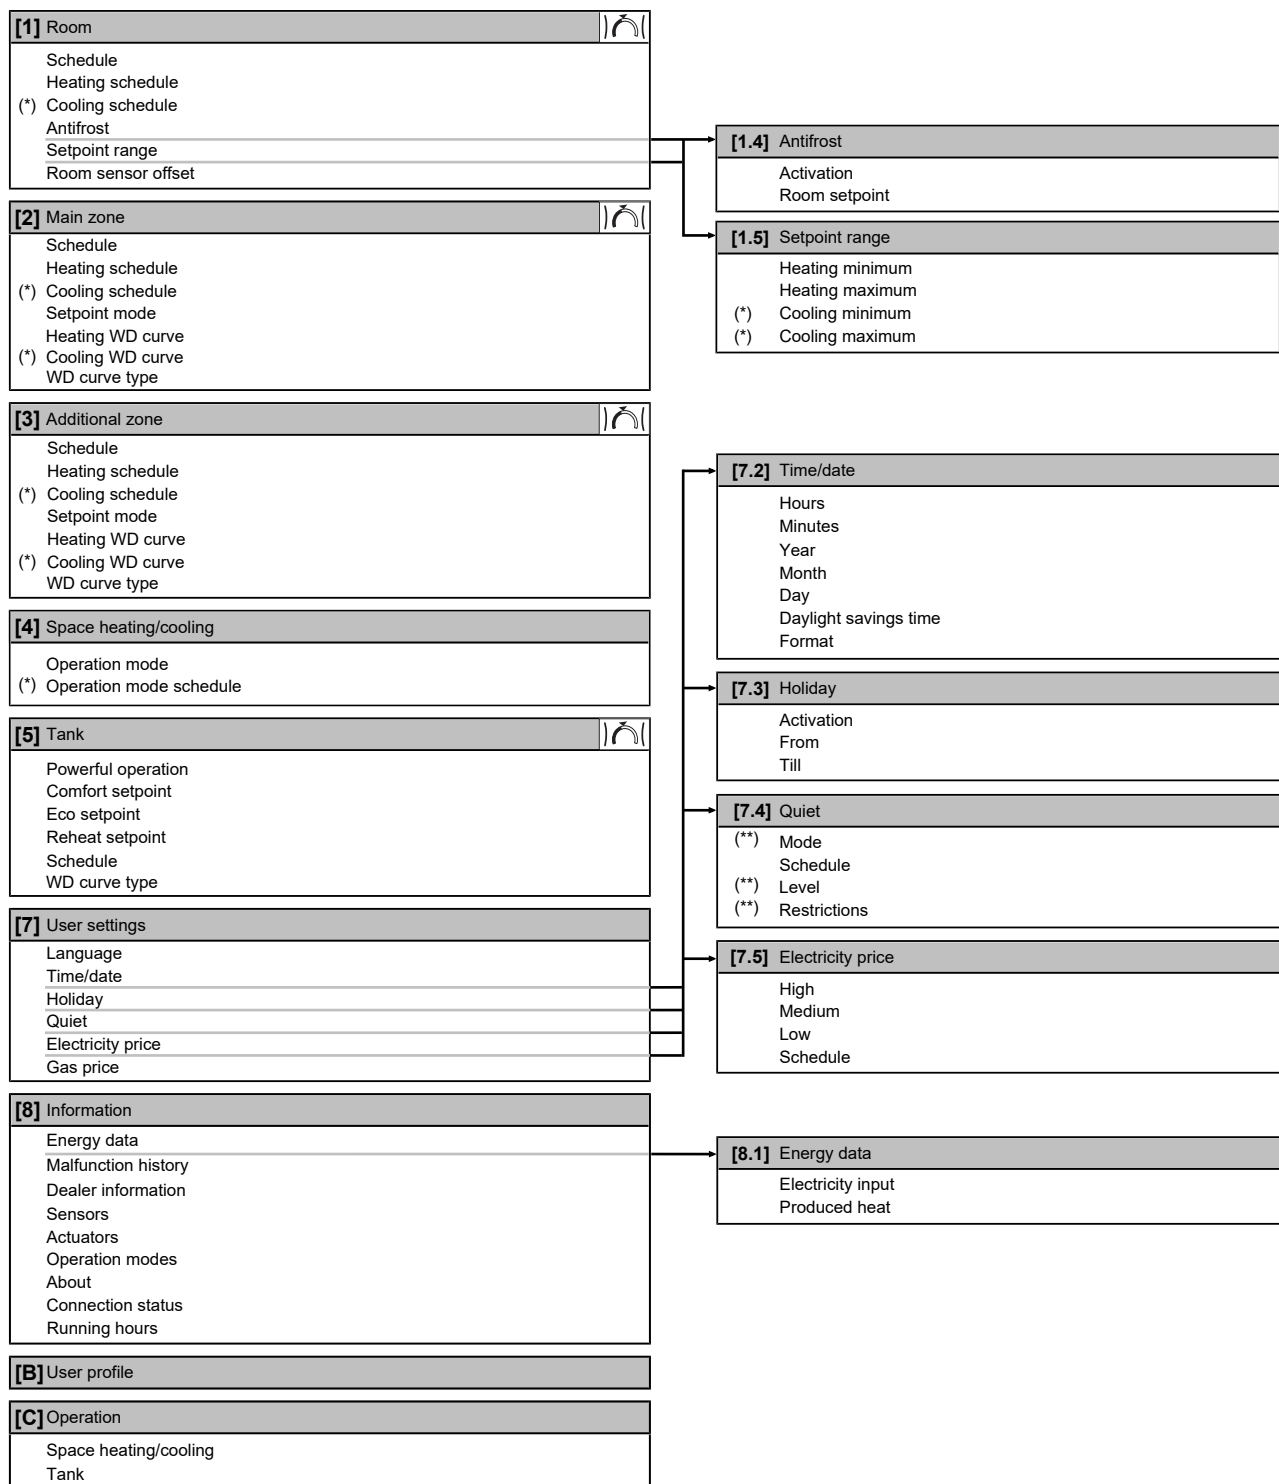 [1] Room
Schedule
Heating schedule
(*) Cooling schedule
Antifrost
Setpoint range
Room sensor offset
[1.4] Antifrost
Activation
Room setpoint
[1.5] Setpoint range
Heating minimum
Heating maximum
(*) Cooling minimum
(*) Cooling maximum
[2] Main zone
Schedule
Heating schedule
(*) Cooling schedule
Setpoint mode
Heating WD curve
(*) Cooling WD curve
WD curve type
[3] Additional zone
Schedule
Heating schedule
(*) Cooling schedule
Setpoint mode
Heating WD curve
(*) Cooling WD curve
WD curve type
[4] Space heating/cooling
Operation mode
(*) Operation mode schedule
[5] Tank
Powerful operation
Comfort setpoint
Eco setpoint
Reheat setpoint
Schedule
WD curve type
[7] User settings
Language
Time/date
Holiday
Quiet
Electricity price
Gas price
[7.2] Time/date
Hours
Minutes
Year
Month
Day
Daylight savings time
Format
[7.3] Holiday
Activation
From
Till
[7.4] Quiet
(**) Mode
Schedule
(**) Level
(**) Restrictions
[7.5] Electricity price
High
Medium
Low
Schedule
[8] Information
Energy data
Malfunction history
Dealer information
Sensors
Actuators
Operation modes
About
Connection status
Running hours
[8.1] Energy data
Electricity input
Produced heat
[B] User profile
[C] Operation
Space heating/cooling
Tank